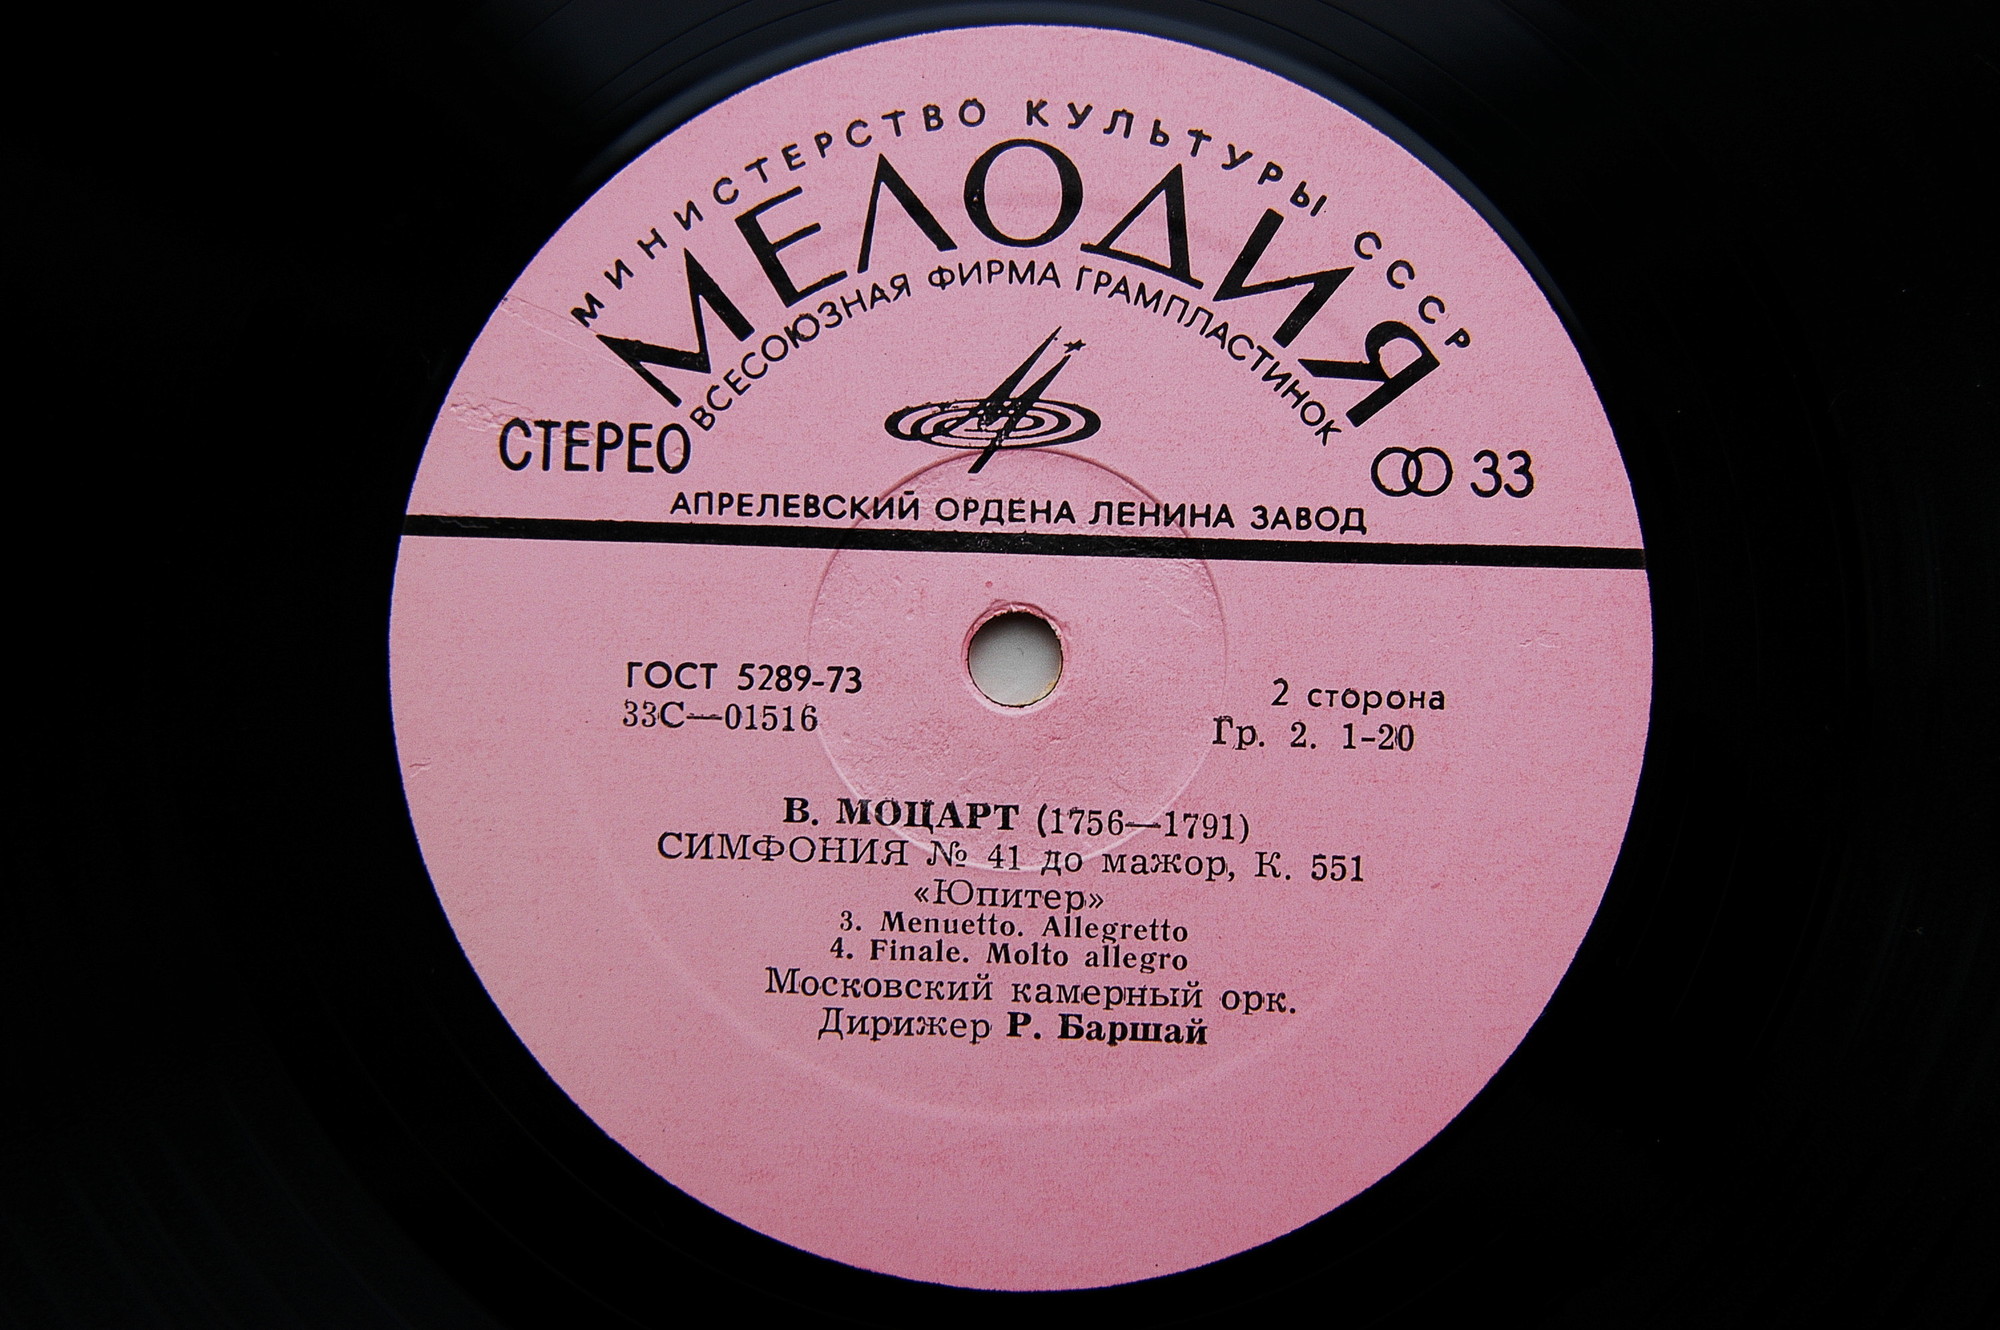 МИНИСТЕРСТВО КУЛЬТУРЫ СССР
МЕЛОДИЯ
ВСЕСОЮЗНАЯ ФИРМА ГРАМПЛАСТИНОК
СТЕРЕО
33
АПРЕЛЕВСКИЙ ОРДЕНА ЛЕНИНА ЗАВОД
ГОСТ 5289-73
33С—01516
2 сторона
Гр. 2. 1-20
В. МОЦАРТ (1756—1791)
СИМФОНИЯ № 41 до мажор, К. 551
«Юпитер»
3. Menuetto. Allegretto
4. Finale. Molto allegro
Московский камерный орк.
Дирижер Р. Баршай